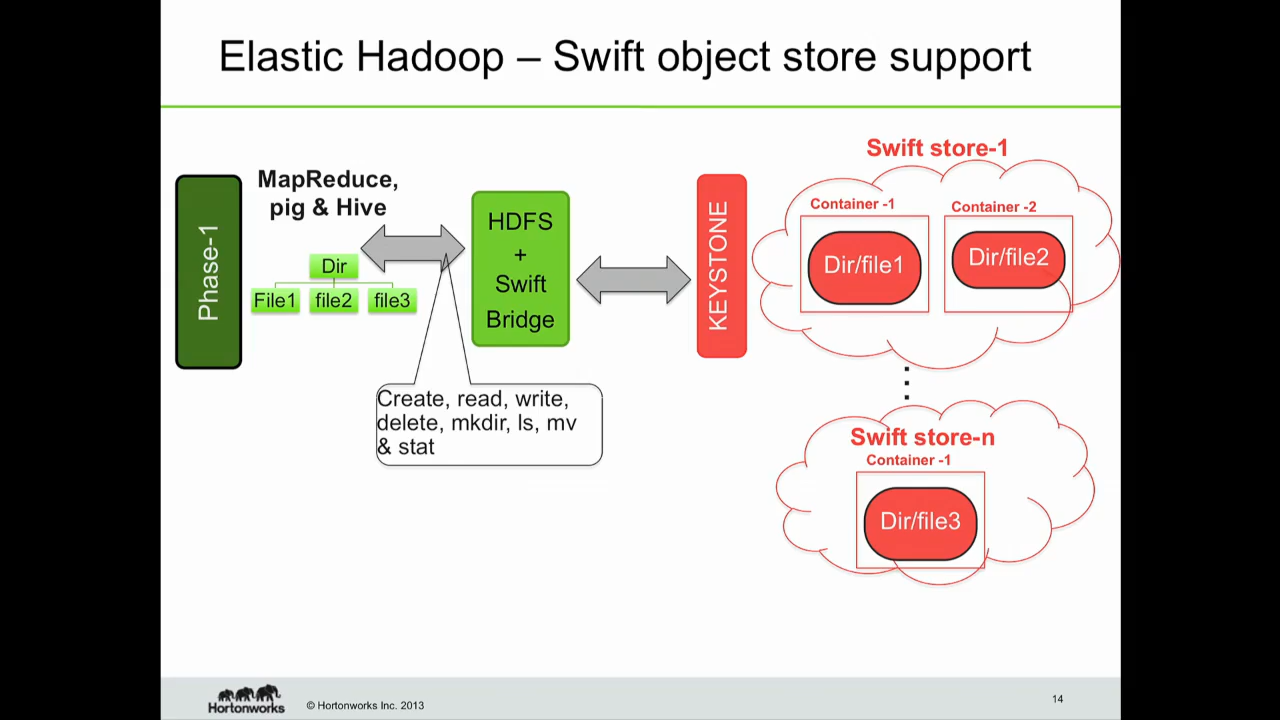 Elastic Hadoop – Swift object store support
Phase-1
MapReduce,
pig & Hive
Dir
File1
file2
file3
HDFS
+
Swift
Bridge
Create, read, write,
delete, mkdir, ls, mv
& stat
KEYSTONE
Swift store-1
Container -1
Dir/file1
Container -2
Dir/file2
Swift store-n
Container -1
Dir/file3
Hortonworks
© Hortonworks Inc. 2013
14